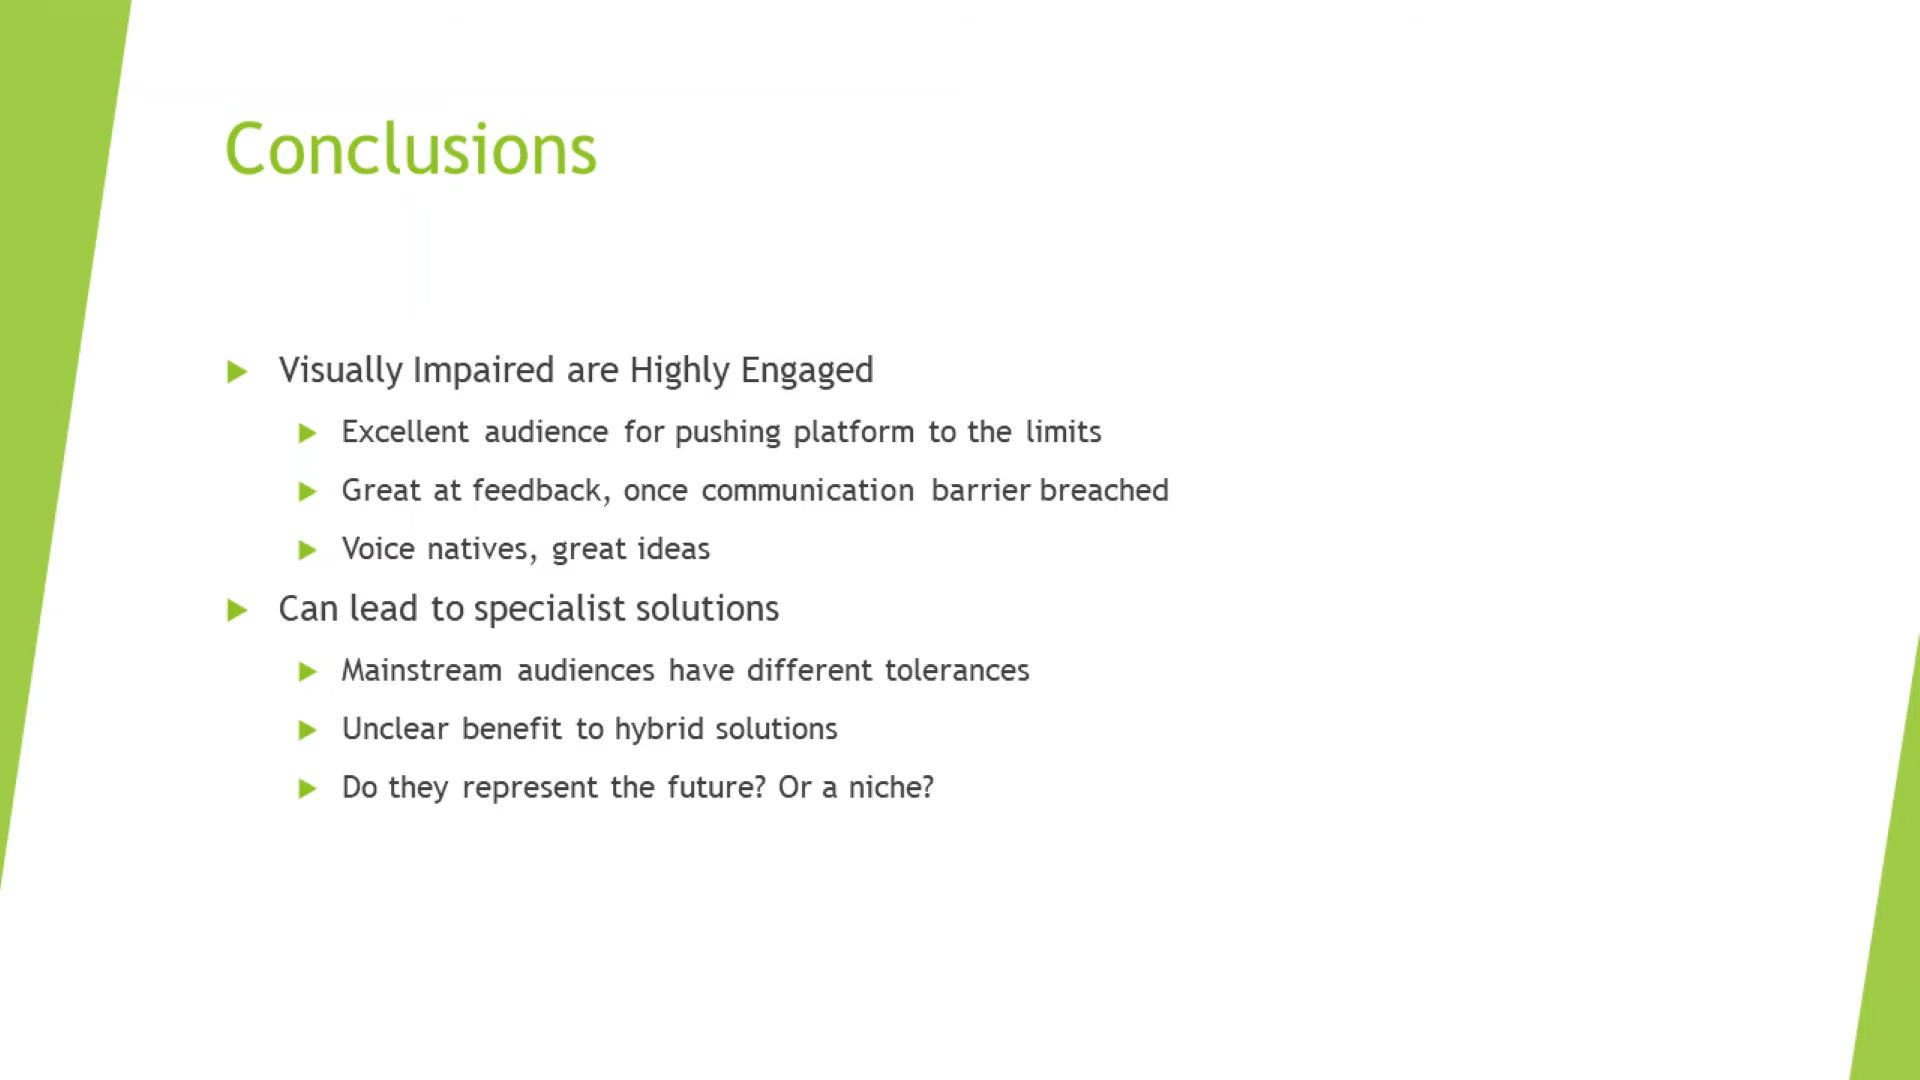 Conclusions
Visually Impaired are Highly Engaged
Excellent audience for pushing platform to the limits
Great at feedback, once communication barrier breached
Voice natives, great ideas
Can lead to specialist solutions
Mainstream audiences have different tolerances
Unclear benefit to hybrid solutions
Do they represent the future? Or a niche?